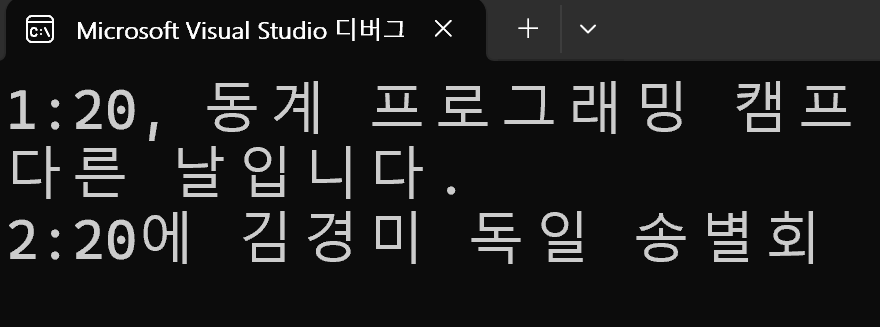 Microsoft Visual Studio 디버그
1:20, 동계 프로그래밍 캠프
다른 날입니다.
2:20에 김경미 독일 송별회